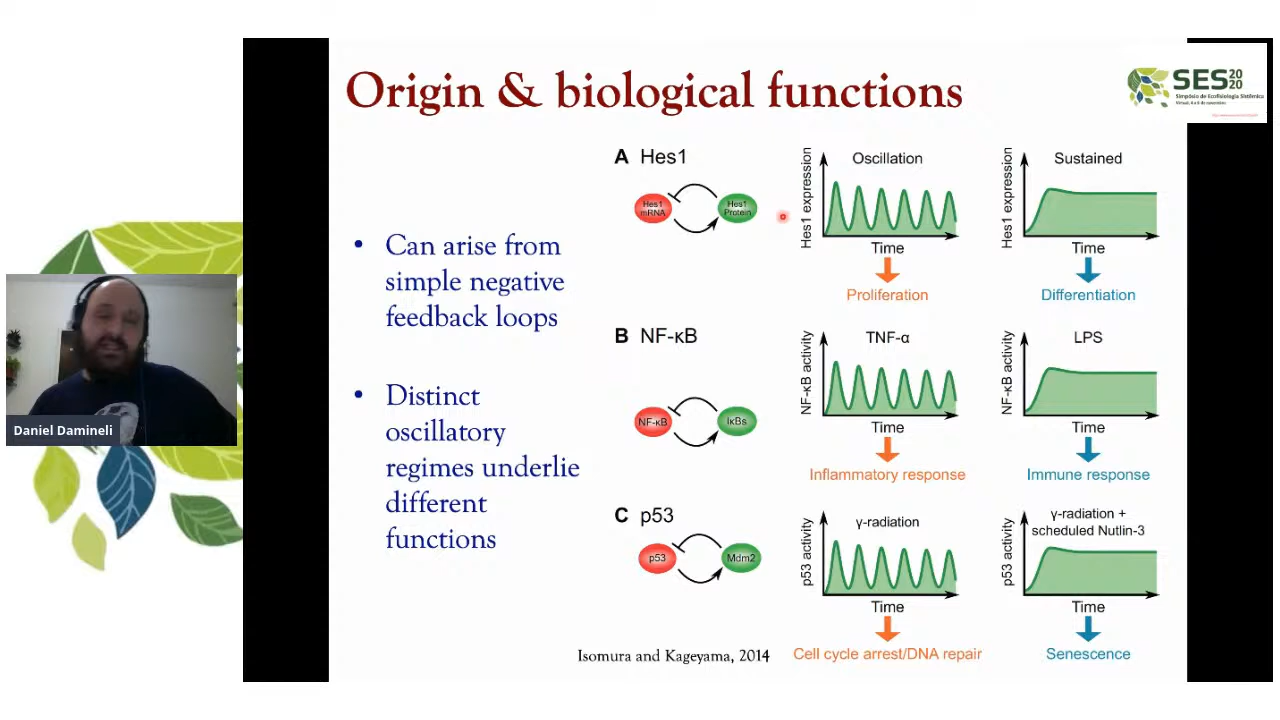 Origin & biological functions
SES 20
20
Simpósio de Ecofisiologia Sistêmica
• Can arise from
simple negative
feedback loops
• Distinct
oscillatory
regimes underlie
different
functions
A Hes1
Hes1
mRNA
Hes1
Protein
Hes1 expression
Oscillation
Time
Proliferation
Hes1 expression
Sustained
Time
Differentiation
B NF-κB
NF-κB
IκBs
NF-κB activity
TNF-α
Time
Inflammatory response
NF-κB activity
LPS
Time
Immune response
C p53
p53
Mdm2
p53 activity
γ-radiation
Time
Cell cycle arrest/DNA repair
p53 activity
γ-radiation +
scheduled Nutlin-3
Time
Senescence
Isomura and Kageyama, 2014
Daniel Damineli